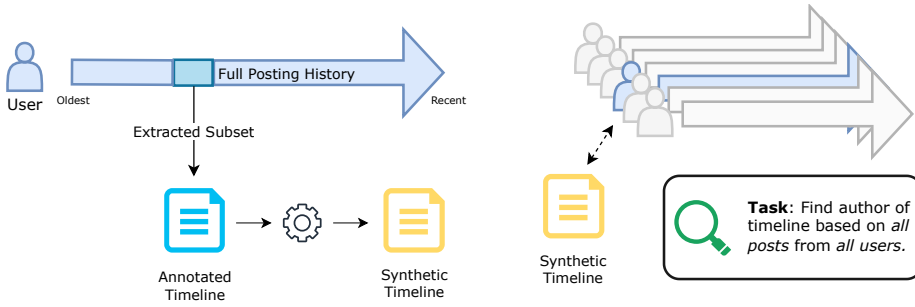 Full Posting History
User
Oldest
Recent
Extracted Subset
Annotated
Timeline
Synthetic
Timeline
Synthetic
Timeline
Task: Find author of
timeline based on all
posts from all users.